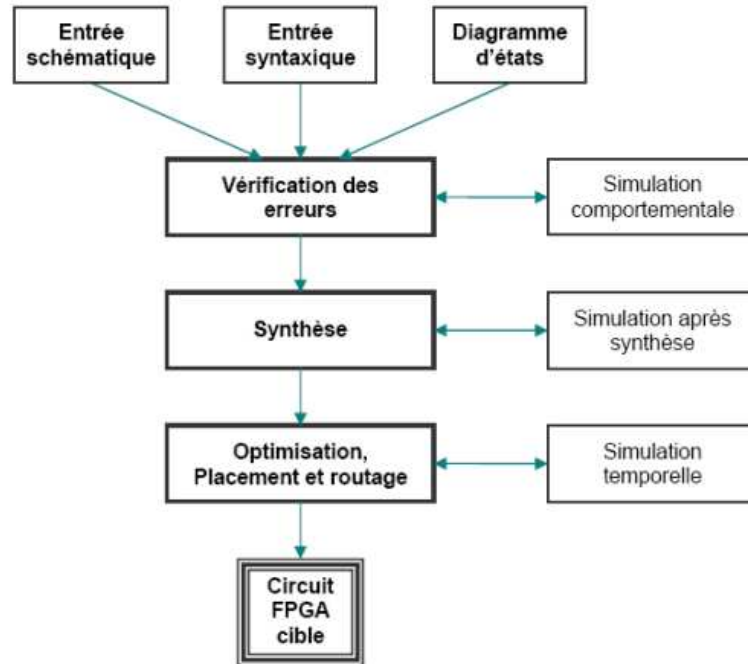 Entrée
schématique
Entrée
syntaxique
Diagramme
d'états
Vérification des
erreurs
Simulation
comportementale
Synthèse
Simulation après
synthèse
Optimisation,
Placement et routage
Simulation
temporelle
Circuit
FPGA
cible